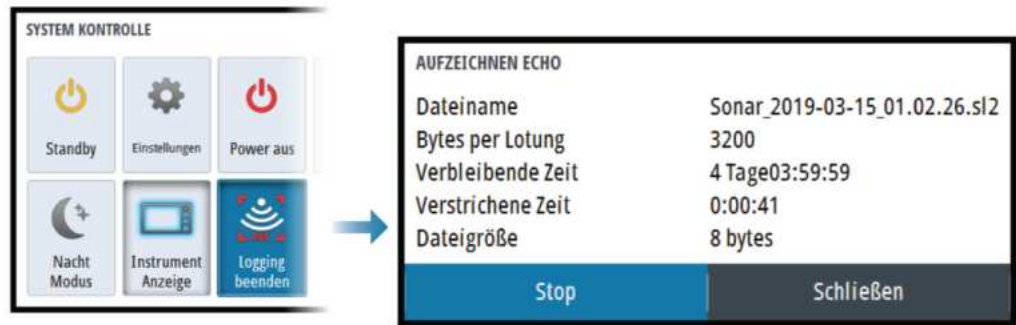 SYSTEM KONTROLLE
Standby
Einstellungen
Power aus
Nacht
Modus
Instrument
Anzeige
Logging
beenden
AUFZEICHNEN ECHO
Dateiname Sonar_2019-03-15_01.02.26.sl2
Bytes per Lotung 3200
Verbleibende Zeit 4 Tage03:59:59
Verstrichene Zeit 0:00:41
Dateigröße 8 bytes
Stop Schließen